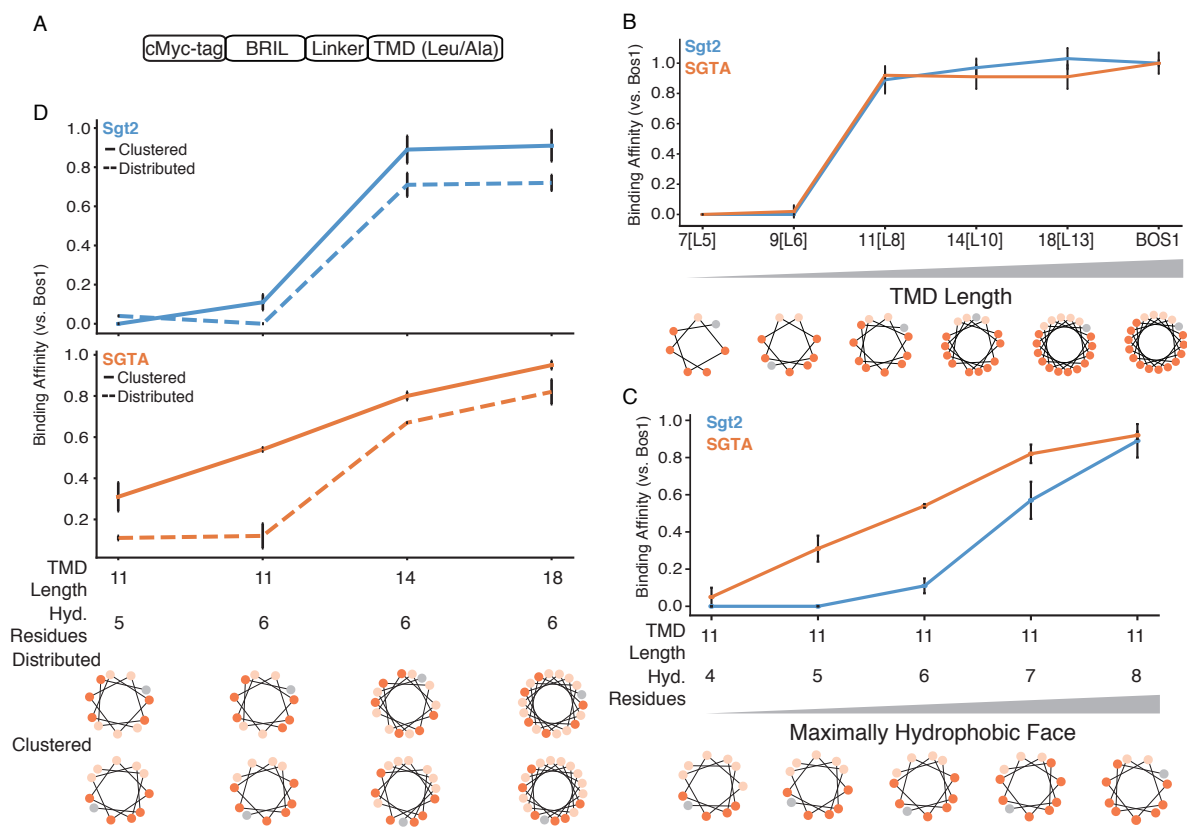 A
cMyc-tag BRIL Linker TMD (Leu/Ala)
B
Sgt2
SGTA
Binding Affinity (vs. Bos1)
1.0
0.8
0.6
0.4
0.2
0.0
7[L5] 9[L6] 11[L8] 14[L10] 18[L13] BOS1
TMD Length
C
Sgt2
SGTA
Binding Affinity (vs. Bos1)
1.0
0.8
0.6
0.4
0.2
0.0
TMD
Length
11 11 11 11 11
Hyd.
Residues
4 5 6 7 8
Maximally Hydrophobic Face
D
Sgt2
Clustered
Distributed
1.0
0.8
0.6
0.4
0.2
0.0
Binding Affinity (vs. Bos1)
SGTA
Clustered
Distributed
1.0
0.8
0.6
0.4
0.2
TMD
Length
11 11 14 18
Hyd.
Residues
5 6 6 6
Distributed
Clustered